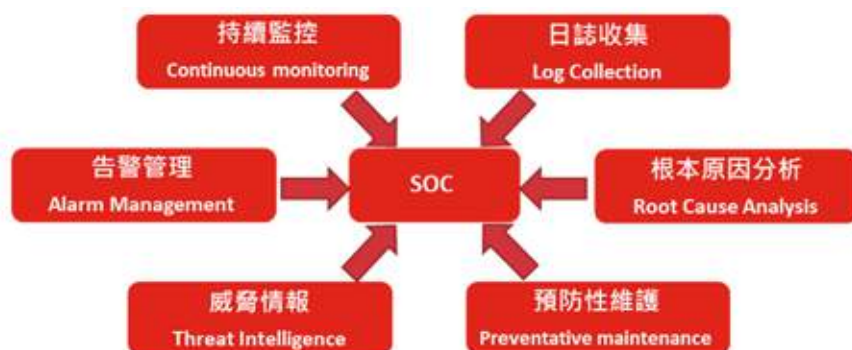 持續監控
Continuous monitoring
日誌收集
Log Collection
告警管理
Alarm Management
SOC
根本原因分析
Root Cause Analysis
威脅情報
Threat Intelligence
預防性維護
Preventative maintenance